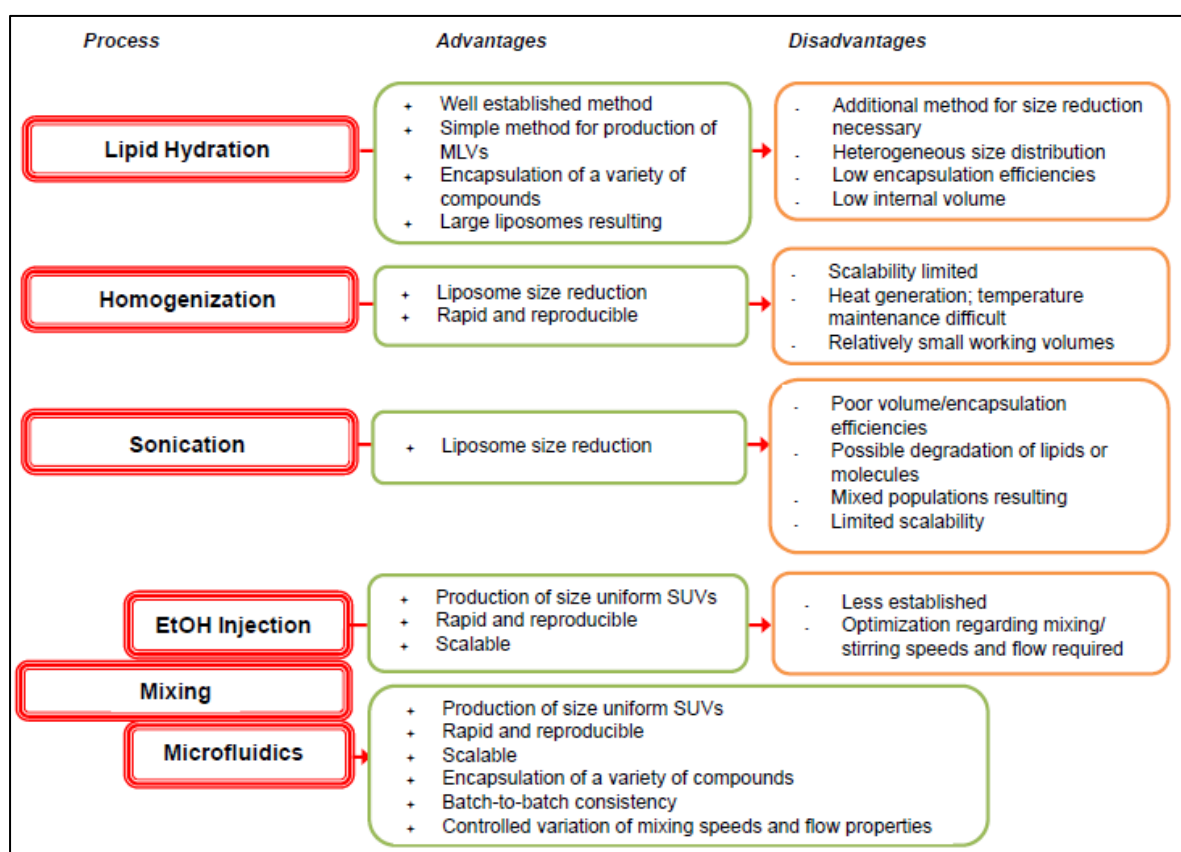 Process Advantages Disadvantages
Lipid Hydration
+ Well established method
+ Simple method for production of
MLVs
+ Encapsulation of a variety of
compounds
+ Large liposomes resulting
- Additional method for size reduction
necessary
- Heterogeneous size distribution
- Low encapsulation efficiencies
- Low internal volume
Homogenization
+ Liposome size reduction
+ Rapid and reproducible
- Scalability limited
- Heat generation; temperature
maintenance difficult
- Relatively small working volumes
Sonication
+ Liposome size reduction
- Poor volume/encapsulation
efficiencies
- Possible degradation of lipids or
molecules
- Mixed populations resulting
- Limited scalability
EtOH Injection
+ Production of size uniform SUVs
+ Rapid and reproducible
+ Scalable
- Less established
- Optimization regarding mixing/
stirring speeds and flow required
Mixing
Microfluidics
+ Production of size uniform SUVs
+ Rapid and reproducible
+ Scalable
+ Encapsulation of a variety of compounds
+ Batch-to-batch consistency
+ Controlled variation of mixing speeds and flow properties